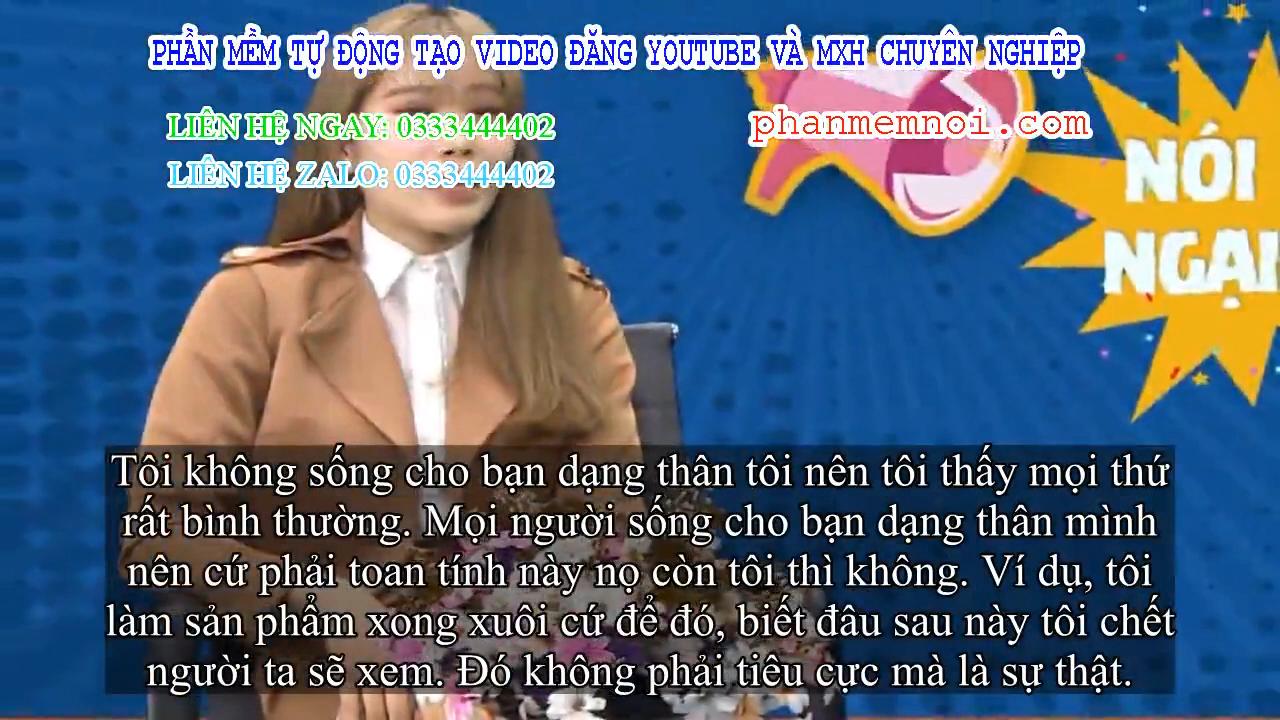 PHẦN MỀM TỰ ĐỘNG TẠO VIDEO ĐĂNG YOUTUBE VÀ MXH CHUYÊN NGHIỆP
LIÊN HỆ NGAY: 0333444402
phanmemnoi.com
LIÊN HỆ ZALO: 0333444402
NÓI
NGẠI
Tôi không sống cho bạn dạng thân tôi nên tôi thấy mọi thứ
rất bình thường. Mọi người sống cho bạn dạng thân mình
nên cứ phải toan tính này nọ còn tôi thì không. Ví dụ, tôi
làm sản phẩm xong xuôi cứ để đó, biết đâu sau này tôi chết
người ta sẽ xem. Đó không phải tiêu cực mà là sự thật.